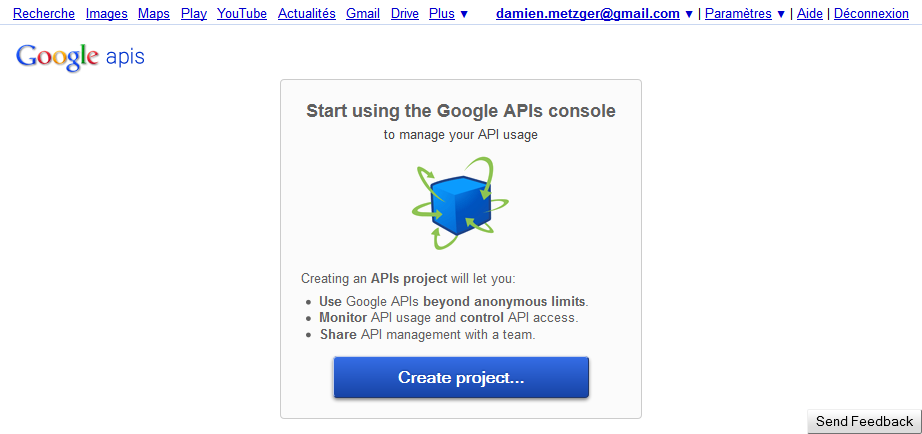 Recherche Images Maps Play YouTube Actualités Gmail Drive Plus ▼ damien.metzger@gmail.com ▼ | Paramètres ▼ | Aide | Déconnexion
Google apis
Start using the Google APIs console
to manage your API usage
Creating an APIs project will let you:
• Use Google APIs beyond anonymous limits.
• Monitor API usage and control API access.
• Share API management with a team.
Create project...
Send Feedback